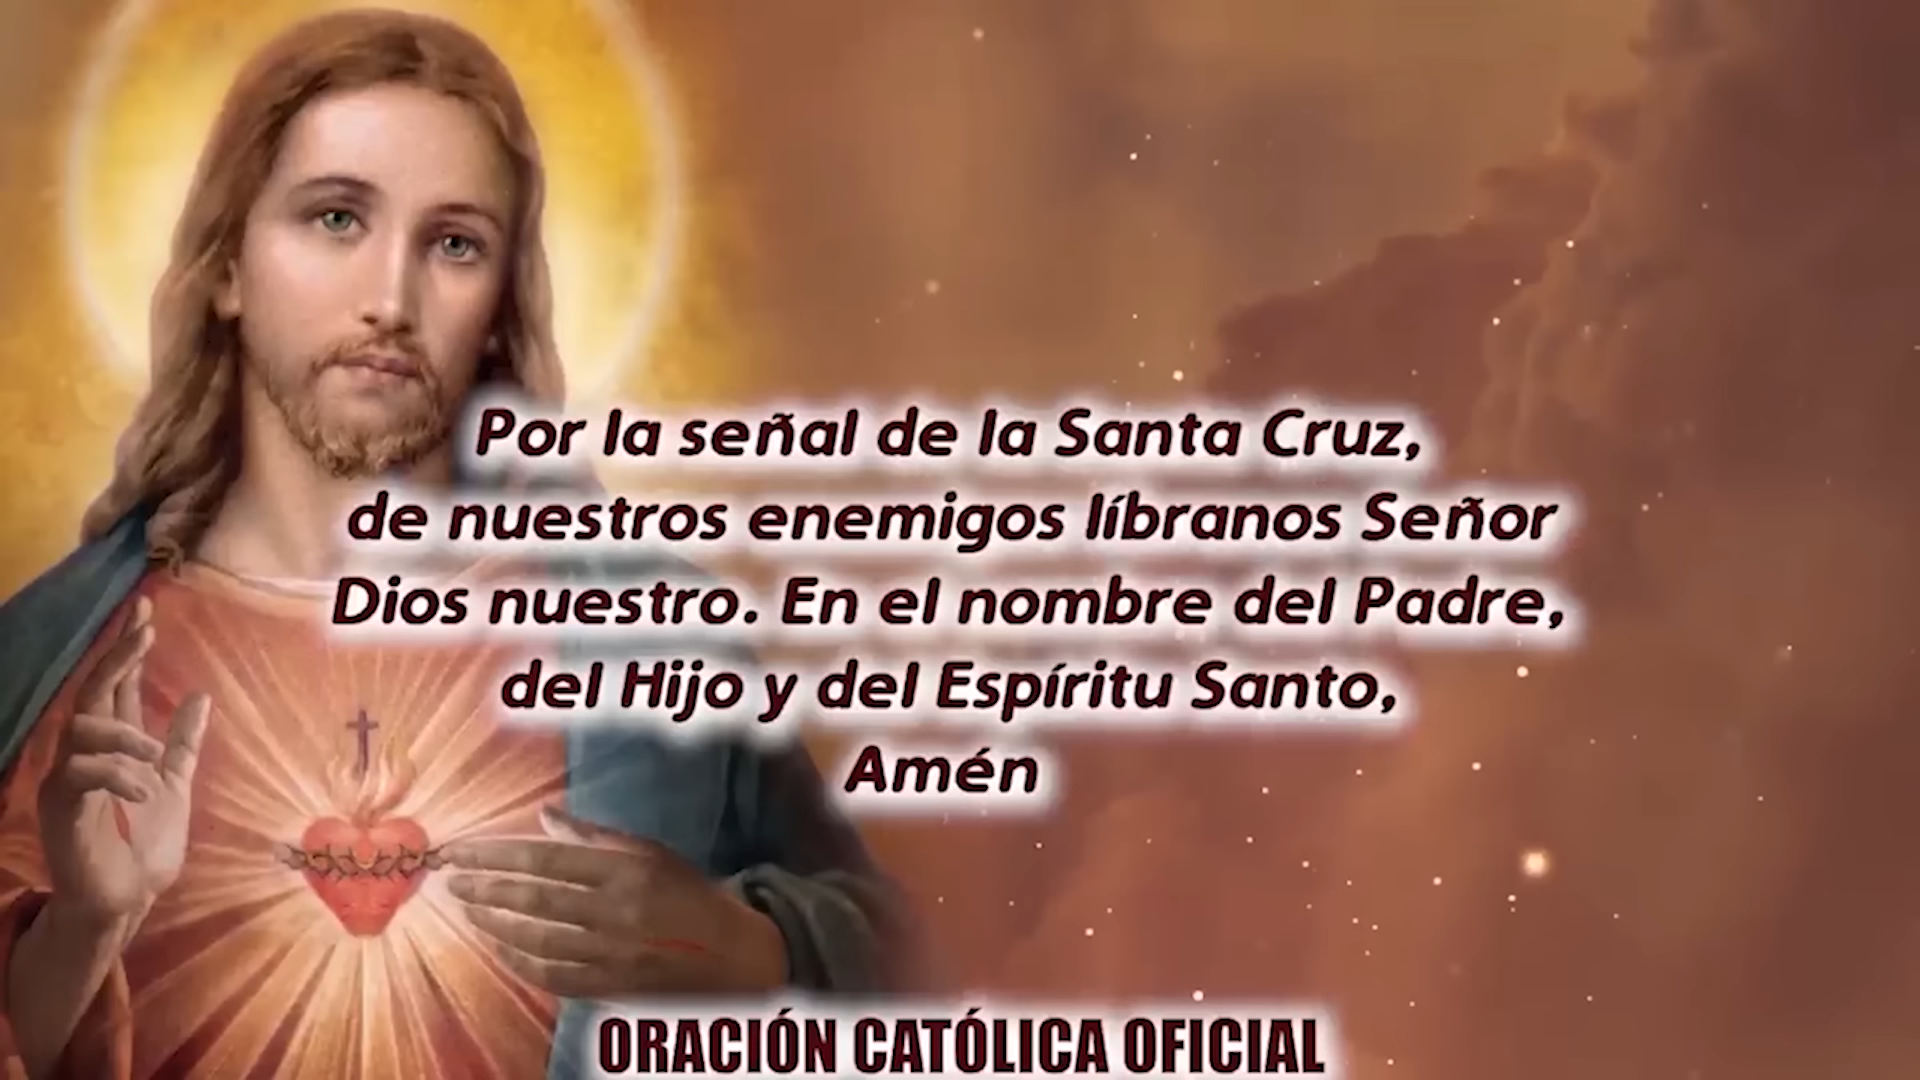 Por la señal de la Santa Cruz,
de nuestros enemigos líbranos Señor
Dios nuestro. En el nombre del Padre,
del Hijo y del Espíritu Santo,
Amén
ORACIÓN CATÓLICA OFICIAL